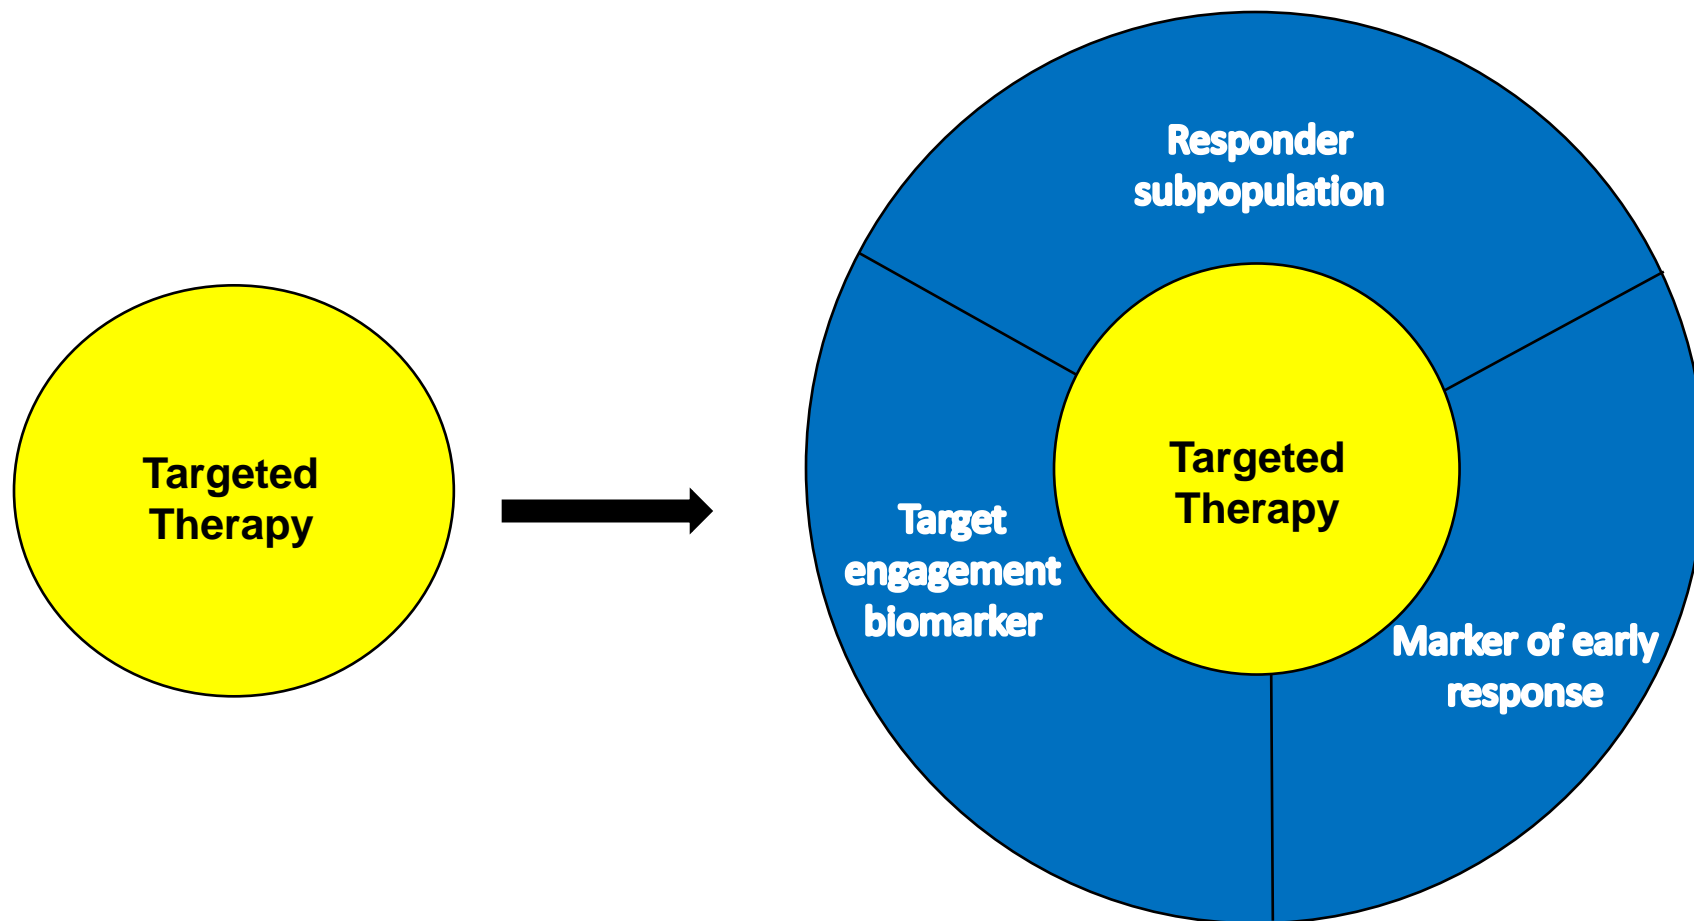 Targeted
Therapy
Responder
subpopulation
Targeted
Therapy
Target
engagement
biomarker
Marker of early
response